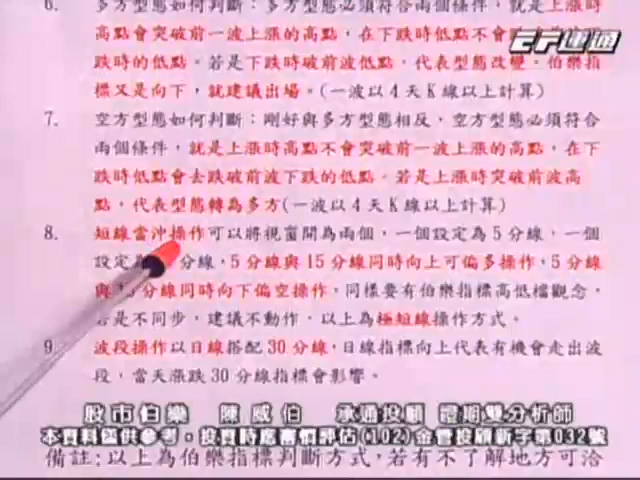 6. 多方型態如何判斷：多方型態必須符合兩個條件，就是上漲時
高點會突破前一波上漲的高點，在下跌時低點不會
EF達通
跌時的低點。若是下跌時跌破前波低點，代表型態改變。伯樂指
標又是向下，就建議出場。(一波以4天K線以上計算)
7. 空方型態如何判斷：剛好與多方型態相反，空方型態必須符合
兩個條件，就是上漲時高點不會突破前一波上漲的高點，在下
跌時低點會去跌破前波下跌的低點。若是上漲時突破前波高
點，代表型態轉為多方(一波以4天K線以上計算)
8. 短線當沖操作可以將視窗開為兩個，一個設定為5分線，一個
設定為 分線，5分線與15分線同時向上可偏多操作，5分線
與 分線同時向下偏空操作，同樣要有伯樂指標高低檔觀念，
若是不同步，建議不動作，以上為極短線操作方式。
9. 波段操作以日線搭配30分線，日線指標向上代表有機會走出波
段，當天漲跌30分線指標會影響。
股市伯樂 陳威伯 承通投顧 證期雙分析師
本資料僅供參考，投資時應審慎評估(102)金管投顧新字第032號
備註:以上為伯樂指標判斷方式，若有不了解地方可洽